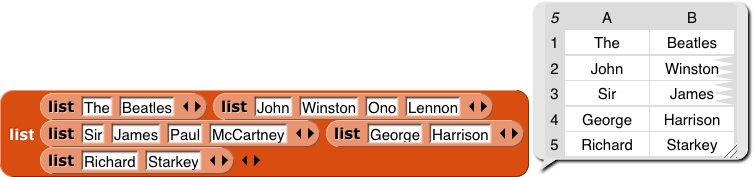 list The Beatles list John Winston Ono Lennon
list list Sir James Paul McCartney list George Harrison
list Richard Starkey
5 A B
1 The Beatles
2 John Winston
3 Sir James
4 George Harrison
5 Richard Starkey